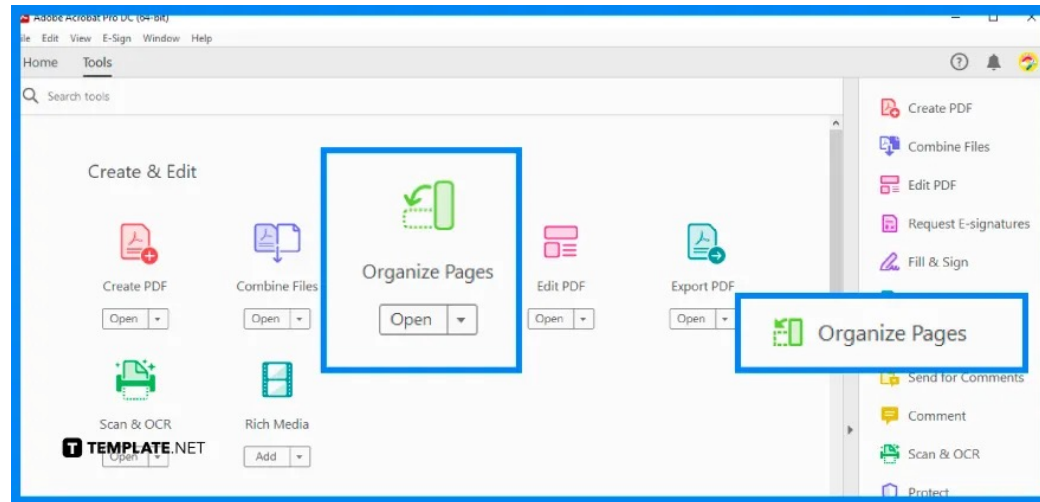 Adobe Acrobat Pro DC (64-bit)
File Edit View E-Sign Window Help
Home Tools
Search tools
Create & Edit
Create PDF
Open
Combine Files
Open
Organize Pages
Open
Edit PDF
Open
Export PDF
Open
Scan & OCR
Open
Rich Media
Add
TEMPLATE.NET
Create PDF
Combine Files
Edit PDF
Request E-signatures
Fill & Sign
Organize Pages
Send for Comments
Comment
Scan & OCR
Protect